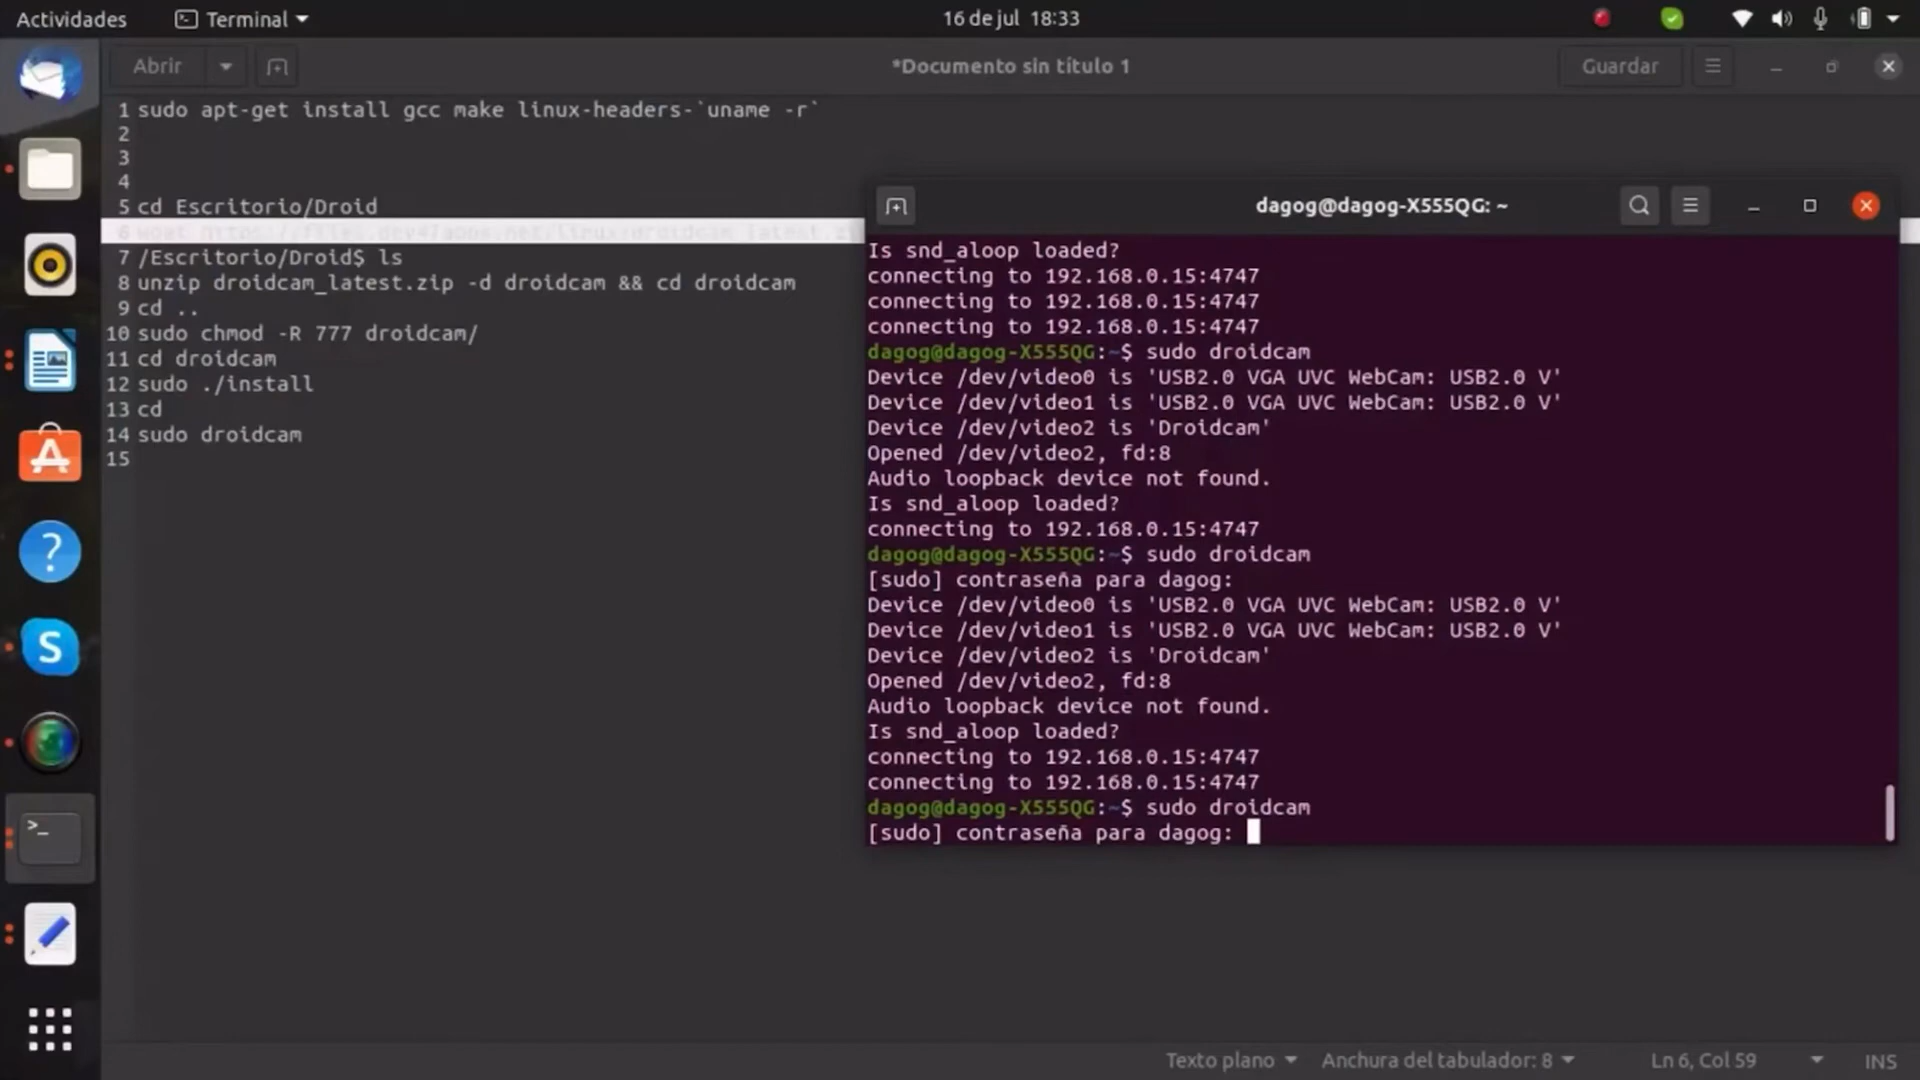 Actividades
Terminal
16 de jul 18:33
Abrir
*Documento sin título 1
Guardar
1 sudo apt-get install gcc make linux-headers-`uname -r`
2
3
4
5 cd Escritorio/Droid
6 wget https://files.dev47apps.net/linux/droidcam_latest.z
7 /Escritorio/Droid$ ls
8 unzip droidcam_latest.zip -d droidcam && cd droidcam
9 cd ..
10 sudo chmod -R 777 droidcam/
11 cd droidcam
12 sudo ./install
13 cd
14 sudo droidcam
15
dagog@dagog-X555QG: ~
Is snd_aloop loaded?
connecting to 192.168.0.15:4747
connecting to 192.168.0.15:4747
connecting to 192.168.0.15:4747
dagog@dagog-X555QG:~$ sudo droidcam
Device /dev/video0 is 'USB2.0 VGA UVC WebCam: USB2.0 V'
Device /dev/video1 is 'USB2.0 VGA UVC WebCam: USB2.0 V'
Device /dev/video2 is 'Droidcam'
Opened /dev/video2, fd:8
Audio loopback device not found.
Is snd_aloop loaded?
connecting to 192.168.0.15:4747
dagog@dagog-X555QG:~$ sudo droidcam
[sudo] contraseña para dagog:
Device /dev/video0 is 'USB2.0 VGA UVC WebCam: USB2.0 V'
Device /dev/video1 is 'USB2.0 VGA UVC WebCam: USB2.0 V'
Device /dev/video2 is 'Droidcam'
Opened /dev/video2, fd:8
Audio loopback device not found.
Is snd_aloop loaded?
connecting to 192.168.0.15:4747
connecting to 192.168.0.15:4747
dagog@dagog-X555QG:~$ sudo droidcam
[sudo] contraseña para dagog:
Texto plano
Anchura del tabulador: 8
Ln 6, Col 59
INS